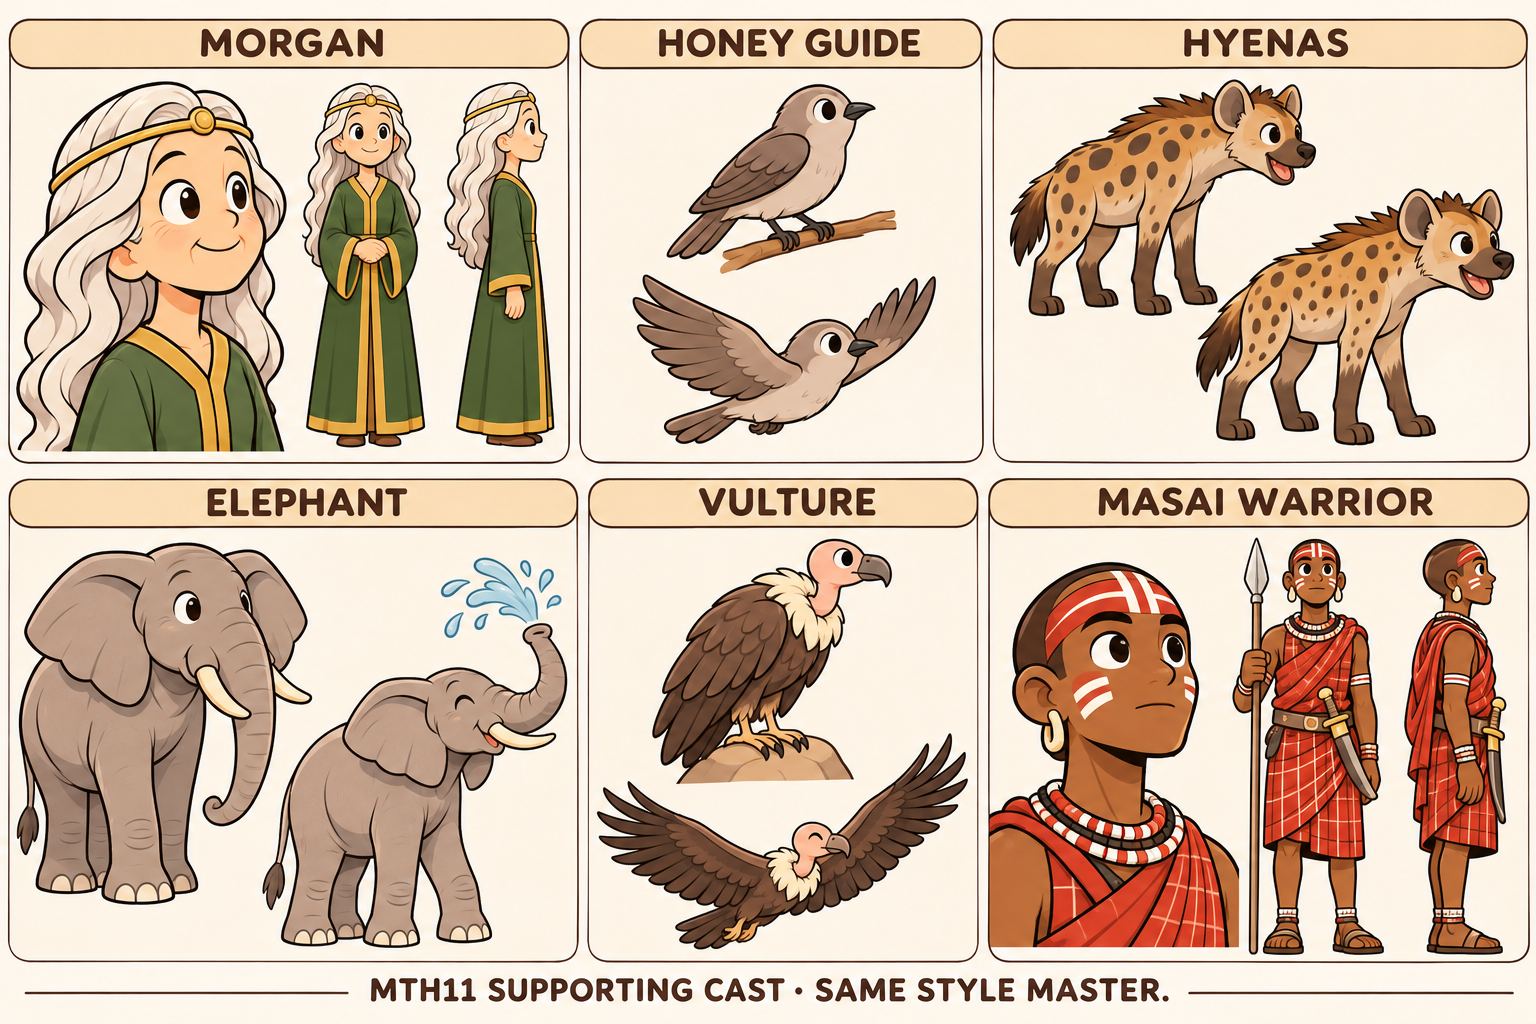 MORGAN
HONEY GUIDE
HYENAS
ELEPHANT
VULTURE
MASAI WARRIOR
MTH11 SUPPORTING CAST · SAME STYLE MASTER.